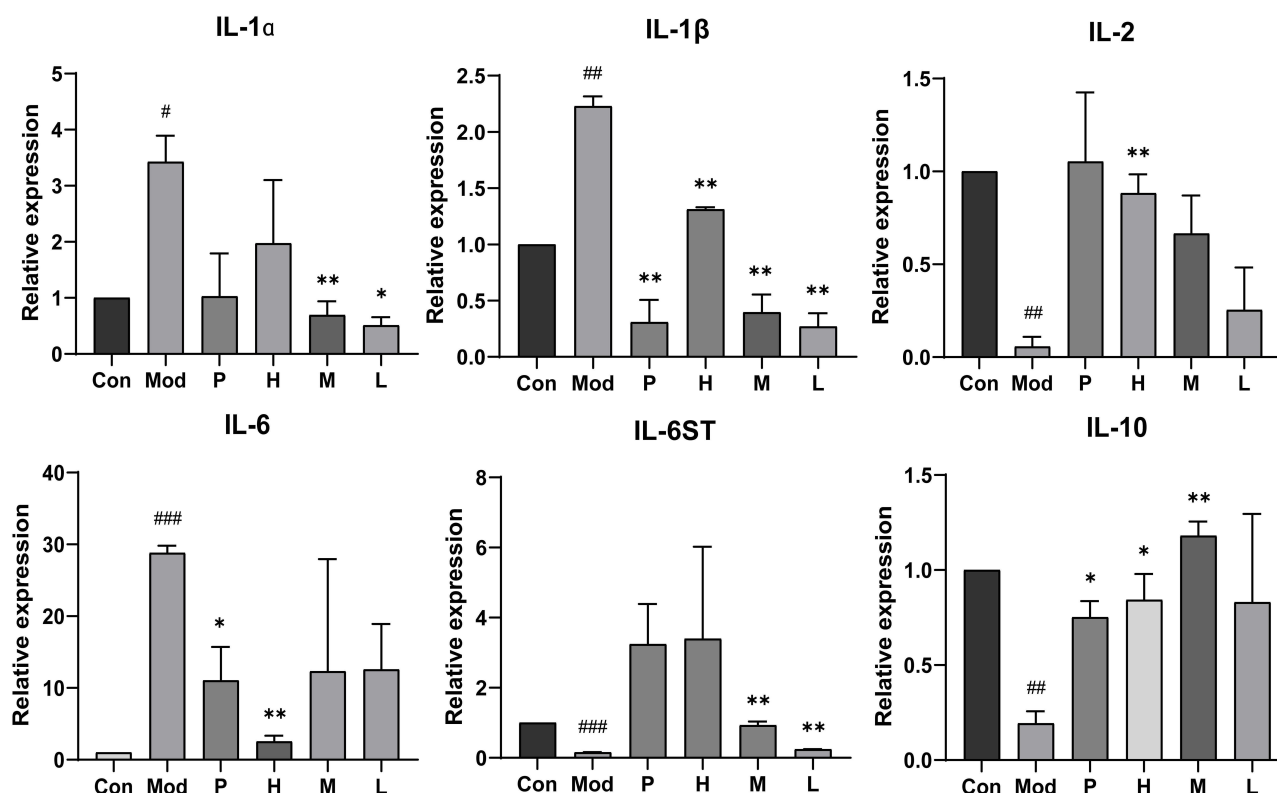 IL-1α
Relative expression
5
4
3
2
1
0
#
**
*
Con Mod P H M L
IL-1β
Relative expression
2.5
2.0
1.5
1.0
0.5
0.0
##
**
**
**
**
Con Mod P H M L
IL-2
Relative expression
1.5
1.0
0.5
0.0
##
**
Con Mod P H M L
IL-6
Relative expression
40
30
20
10
0
###
*
**
Con Mod P H M L
IL-6ST
Relative expression
8
6
4
2
0
###
**
**
Con Mod P H M L
IL-10
Relative expression
1.5
1.0
0.5
0.0
##
*
*
**
Con Mod P H M L